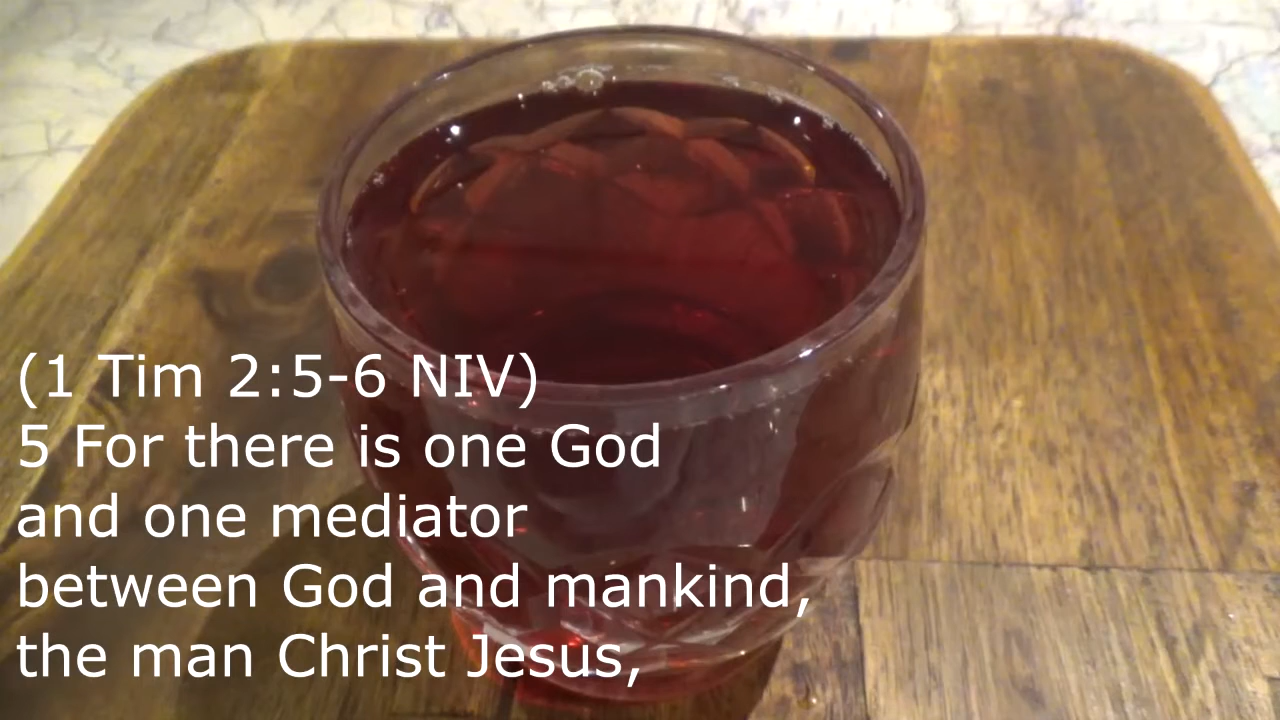 (1 Tim 2:5-6 NIV)
5 For there is one God
and one mediator
between God and mankind,
the man Christ Jesus,